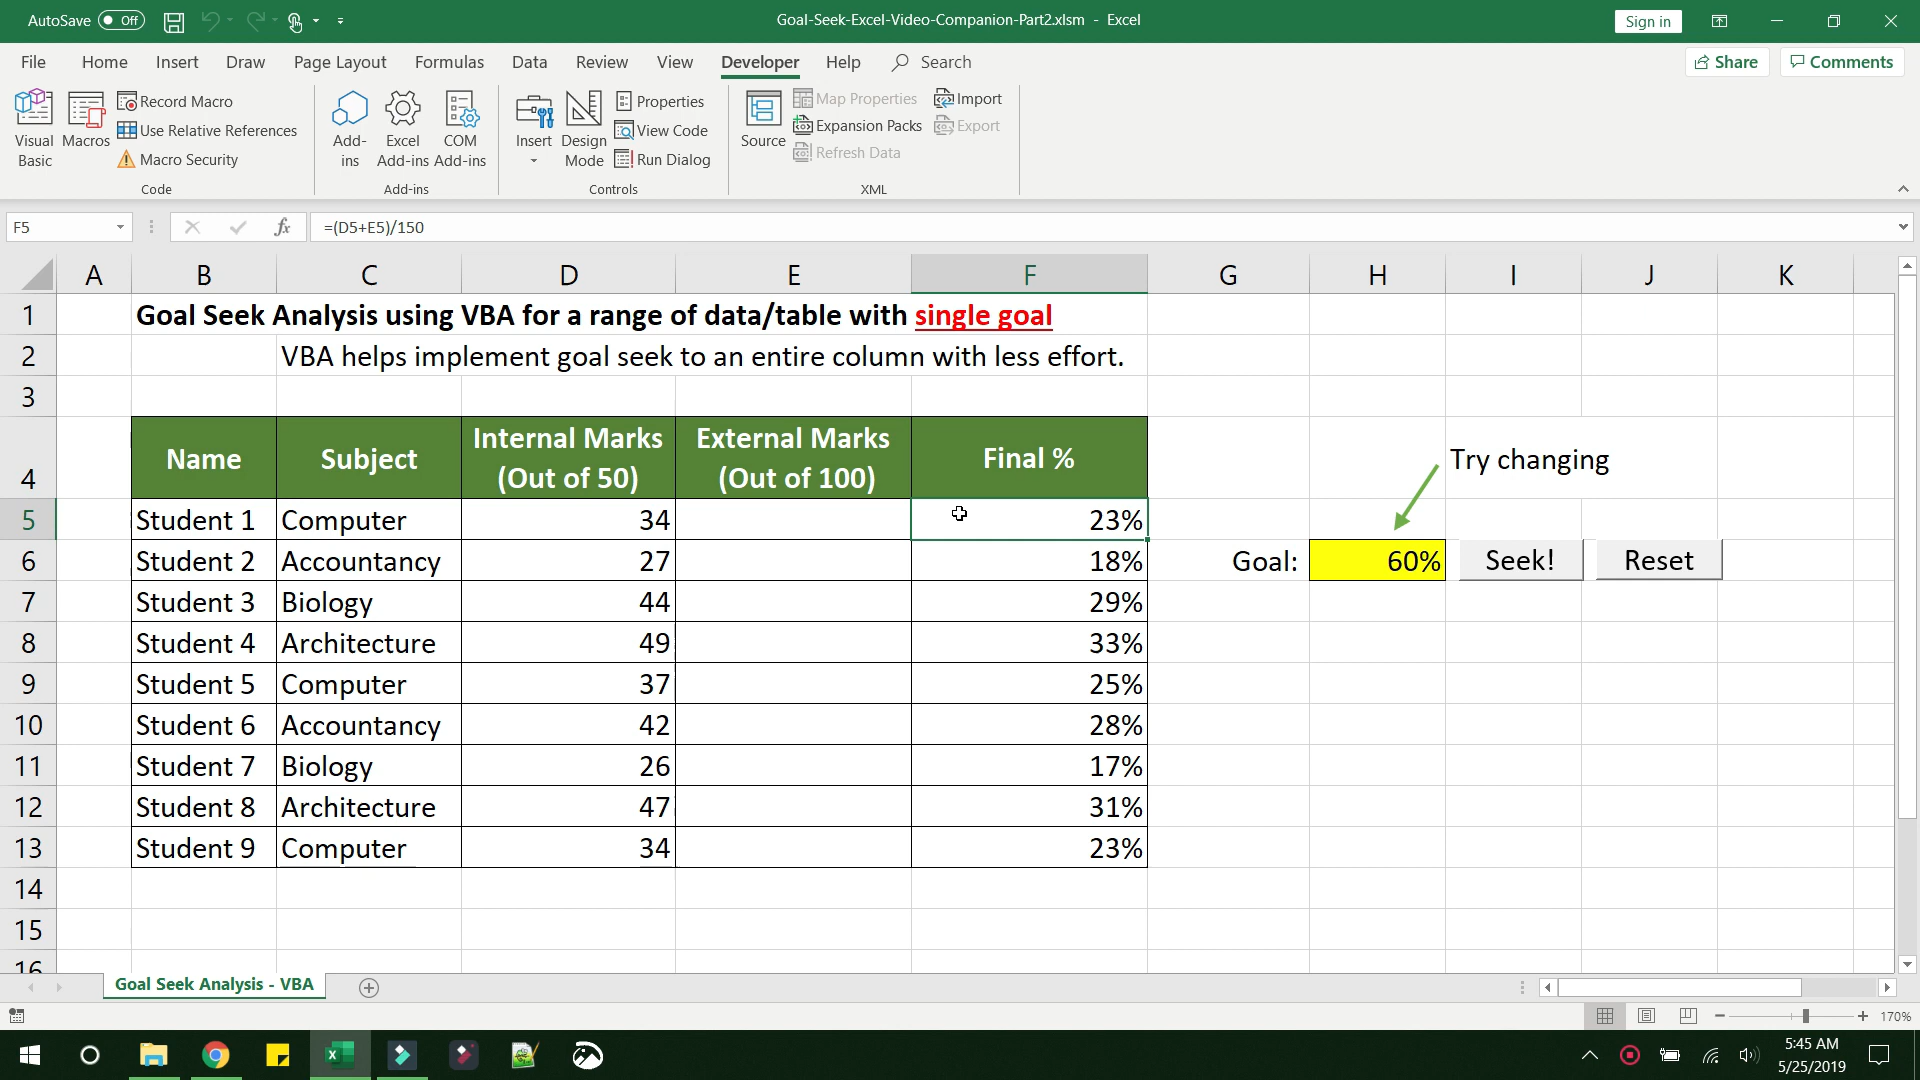 AutoSave Off
Goal-Seek-Excel-Video-Companion-Part2.xlsm - Excel
Sign in
File Home Insert Draw Page Layout Formulas Data Review View Developer Help Search
Share Comments
Visual Basic
Macros
Record Macro
Use Relative References
Macro Security
Code
Add-ins
Excel Add-ins
COM Add-ins
Add-ins
Insert
Design Mode
Properties
View Code
Run Dialog
Controls
Source
Map Properties
Expansion Packs
Refresh Data
Import
Export
XML
F5 fx =(D5+E5)/150
A B C D E F G H I J K
1 Goal Seek Analysis using VBA for a range of data/table with single goal
2 VBA helps implement goal seek to an entire column with less effort.
3
4 Name Subject Internal Marks (Out of 50) External Marks (Out of 100) Final % Try changing
5 Student 1 Computer 34 23%
6 Student 2 Accountancy 27 18% Goal: 60% Seek! Reset
7 Student 3 Biology 44 29%
8 Student 4 Architecture 49 33%
9 Student 5 Computer 37 25%
10 Student 6 Accountancy 42 28%
11 Student 7 Biology 26 17%
12 Student 8 Architecture 47 31%
13 Student 9 Computer 34 23%
14
15
16
Goal Seek Analysis - VBA
170%
5:45 AM
5/25/2019